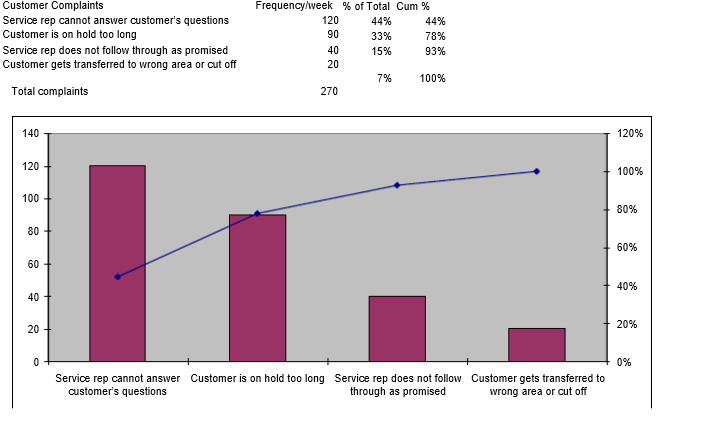 Customer Complaints Frequency/week % of Total Cum %
Service rep cannot answer customer's questions 120 44% 44%
Customer is on hold too long 90 33% 78%
Service rep does not follow through as promised 40 15% 93%
Customer gets transferred to wrong area or cut off 20
7% 100%
Total complaints 270
140 120%
120 100%
100 80%
80 60%
60 40%
40 20%
20 0%
0
Service rep cannot answer Customer is on hold too long Service rep does not follow Customer gets transferred to
customer's questions through as promised wrong area or cut off